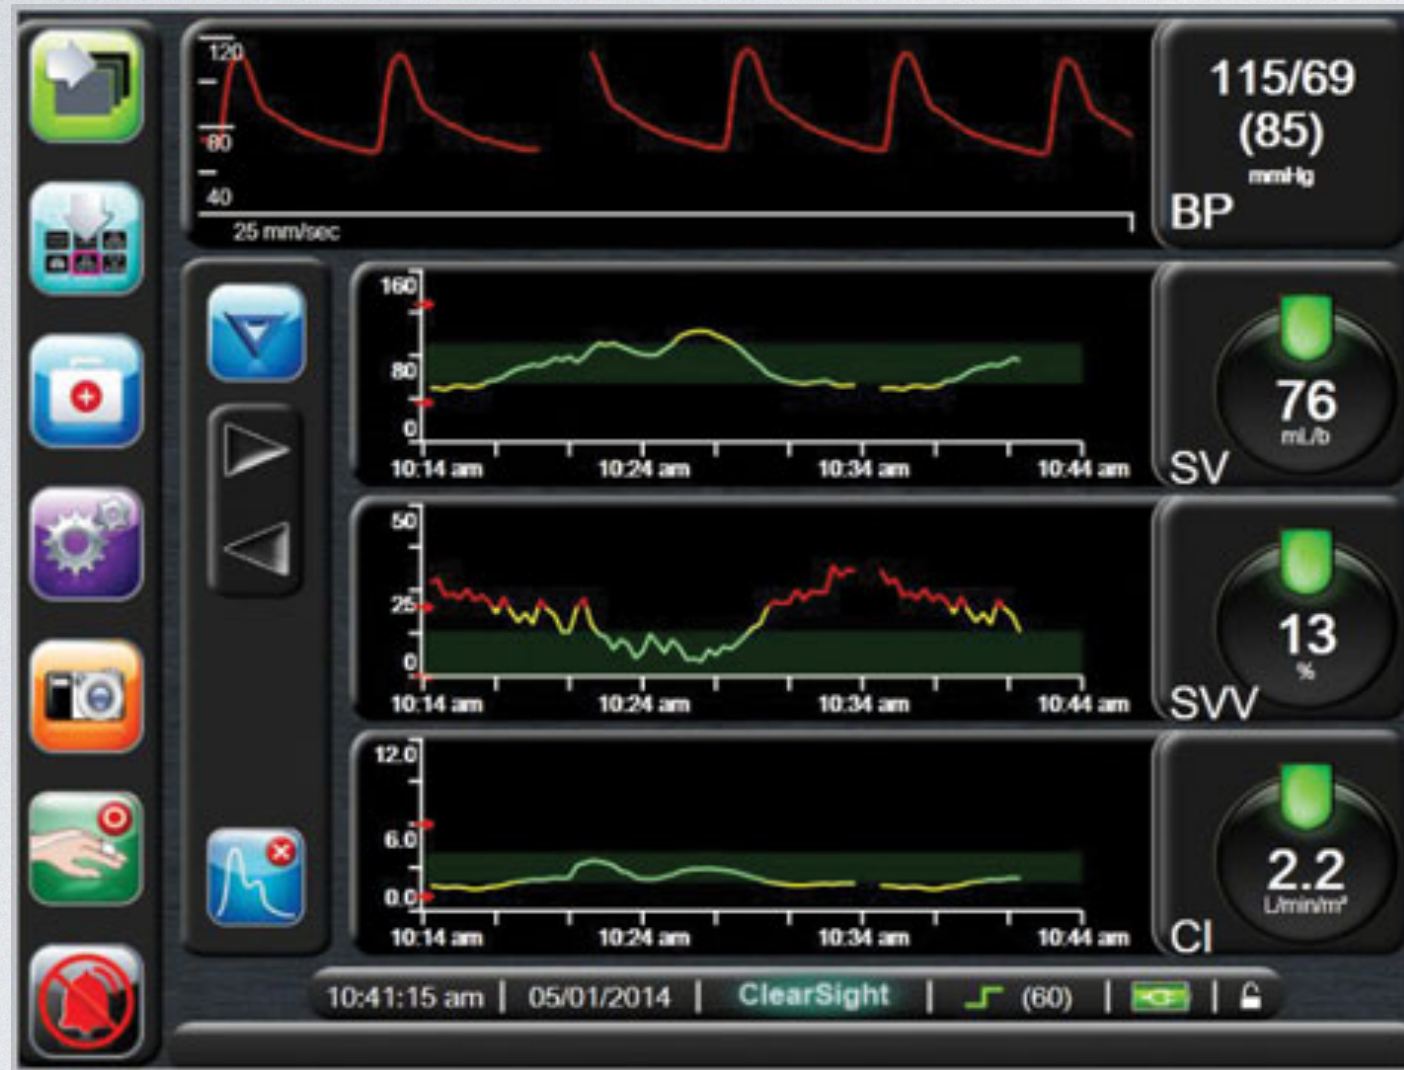 120
80
40
25 mm/sec
115/69
(85)
mmHg
BP
160
80
0
10:14 am 10:24 am 10:34 am 10:44 am
76
mL/b
SV
50
25
0
10:14 am 10:24 am 10:34 am 10:44 am
13
%
SVV
12.0
6.0
0.0
10:14 am 10:24 am 10:34 am 10:44 am
2.2
L/min/m²
CI
10:41:15 am | 05/01/2014 | ClearSight | (60)